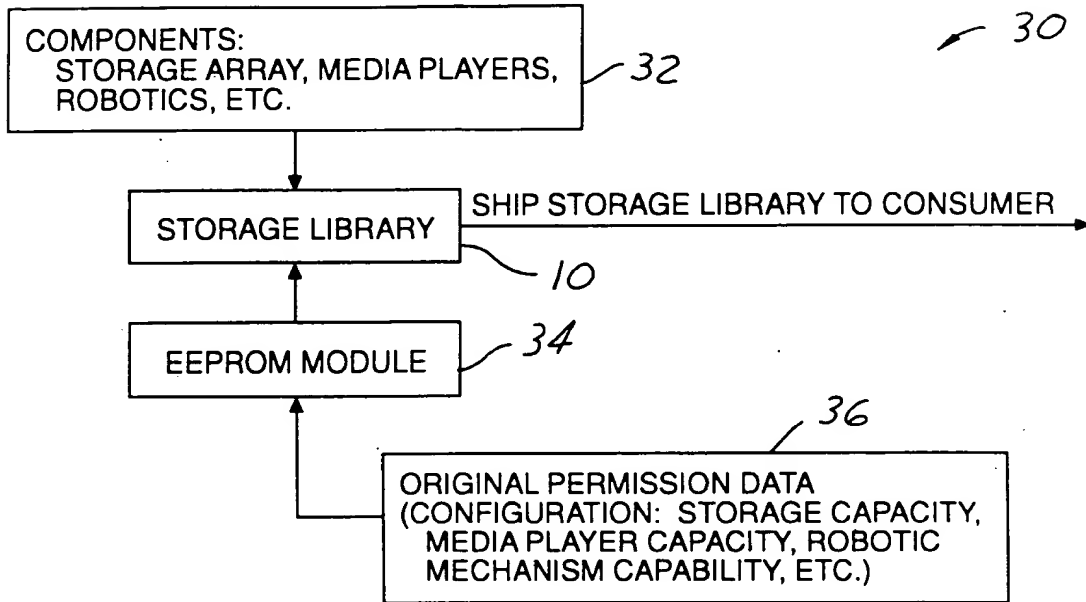 30
COMPONENTS:
STORAGE ARRAY, MEDIA PLAYERS,
ROBOTICS, ETC.
32
STORAGE LIBRARY
SHIP STORAGE LIBRARY TO CONSUMER
10
EEPROM MODULE
34
36
ORIGINAL PERMISSION DATA
(CONFIGURATION: STORAGE CAPACITY,
MEDIA PLAYER CAPACITY, ROBOTIC
MECHANISM CAPABILITY, ETC.)